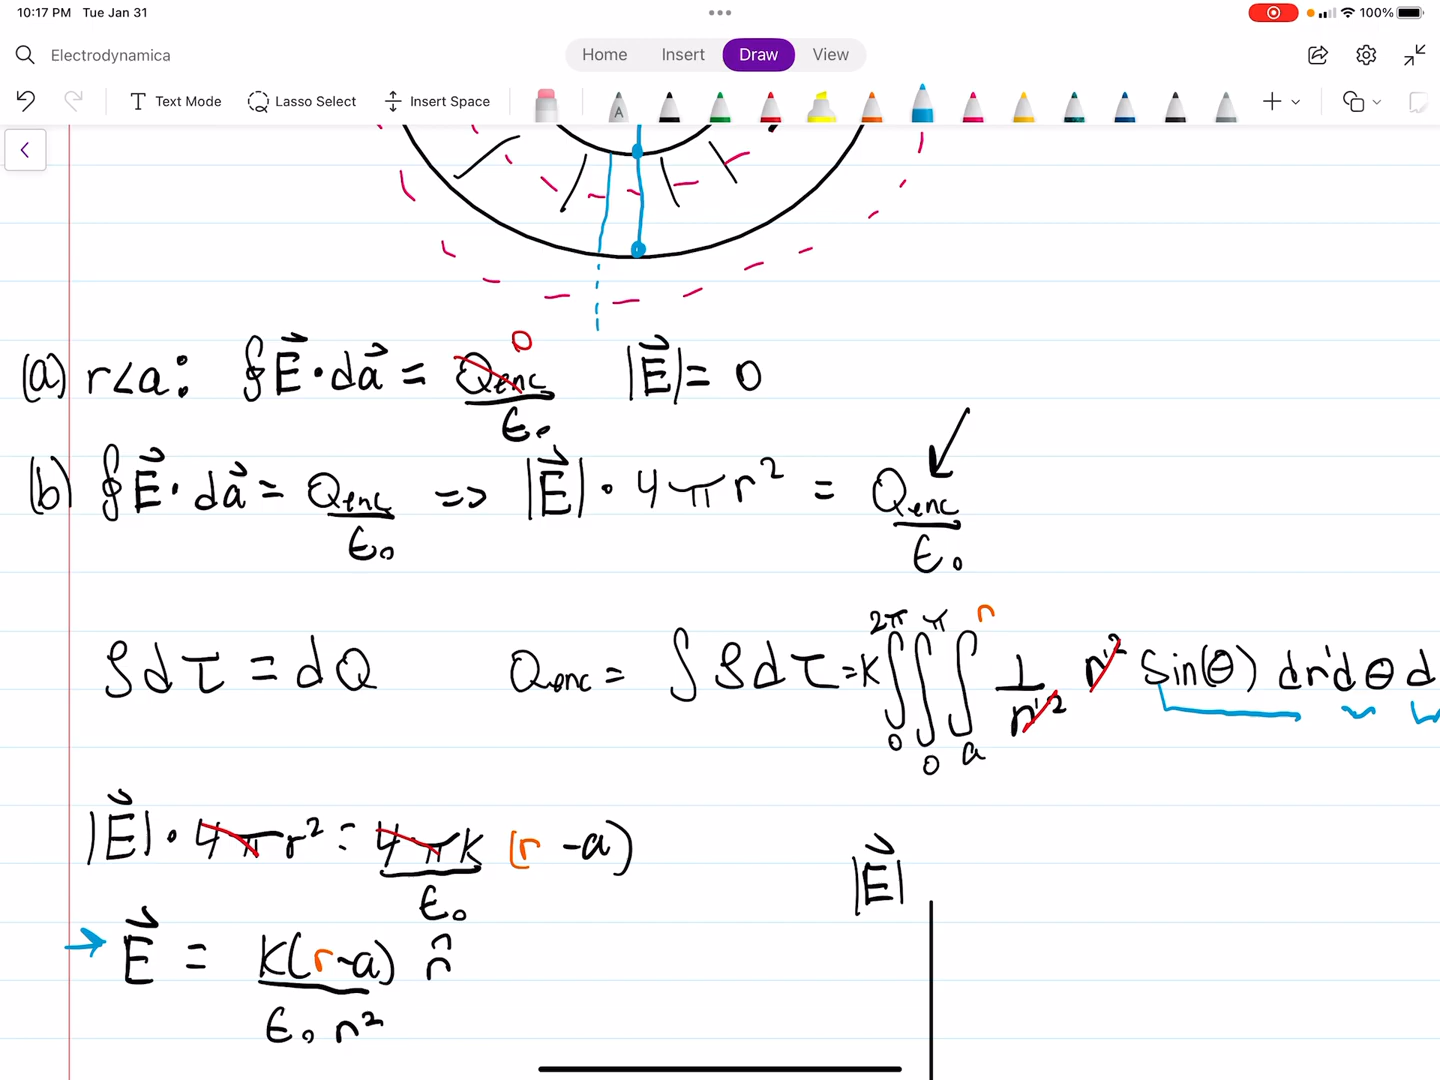 10:17 PM Tue Jan 31
100%
Electrodynamica
Home Insert Draw View
Text Mode Lasso Select Insert Space
A
(a) r<a: ∮E⃗·da⃗ = Qenc/ε₀ 0 |E⃗| = 0
(b) ∮E⃗·da⃗ = Qenc/ε₀ => |E⃗|·4πr² = Qenc/ε₀
ρdτ = dQ Qenc = ∫ρdτ = k∫₀^2π∫₀^π∫ₐ^r 1/r'² r'² Sin(θ) dr'dθ d
|E⃗|·4πr² = 4πk/ε₀ (r-a)
|E⃗|
→ E⃗ = k(r-a)/ε₀r² r̂